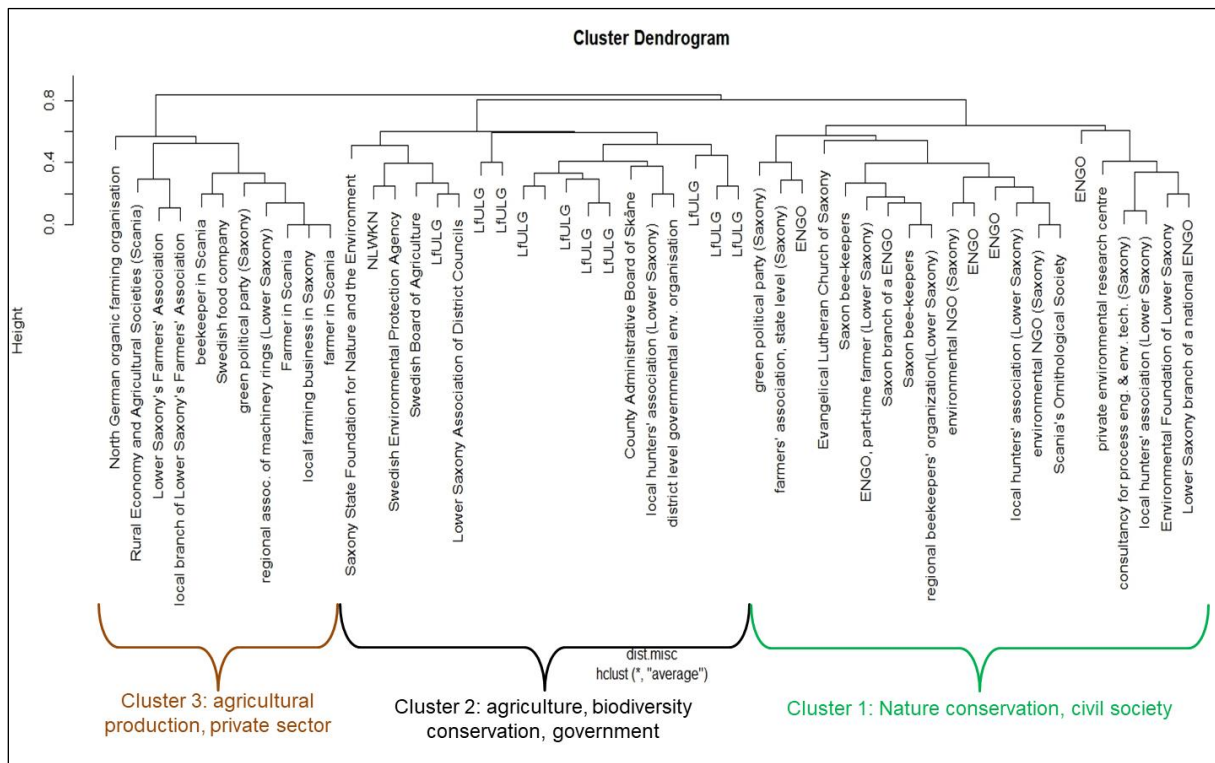 Cluster Dendrogram
Height
0.0
0.4
0.8
North German organic farming organisation
Rural Economy and Agricultural Societies (Scania)
Lower Saxony's Farmers' Association
local branch of Lower Saxony's Farmers' Association
beekeeper in Scania
Swedish food company
green political party (Saxony)
regional assoc. of machinery rings (Lower Saxony)
Farmer in Scania
local farming business in Saxony
farmer in Scania
Saxony State Foundation for Nature and the Environment
NLWKN
Swedish Environmental Protection Agency
Swedish Board of Agriculture
LfULG
Lower Saxony Association of District Councils
LfULG
LfULG
LfULG
LfULG
LfULG
LfULG
County Administrative Board of Skåne
local hunters' association (Lower Saxony)
district level governmental env. organisation
LfULG
LfULG
LfULG
green political party (Saxony)
farmers' association, state level (Saxony)
ENGO
Evangelical Lutheran Church of Saxony
Saxon bee-keepers
ENGO, part-time farmer (Lower Saxony)
Saxon branch of a ENGO
Saxon bee-keepers
regional beekeepers' organization(Lower Saxony)
environmental NGO (Saxony)
ENGO
ENGO
local hunters' association (Lower Saxony)
environmental NGO (Saxony)
Scania's Ornithological Society
ENGO
private environmental research centre
consultancy for process eng. & env. tech. (Saxony)
local hunters' association (Lower Saxony)
Environmental Foundation of Lower Saxony
Lower Saxony branch of a national ENGO
dist.misc
hclust (*, "average")
Cluster 3: agricultural
production, private sector
Cluster 2: agriculture, biodiversity
conservation, government
Cluster 1: Nature conservation, civil society